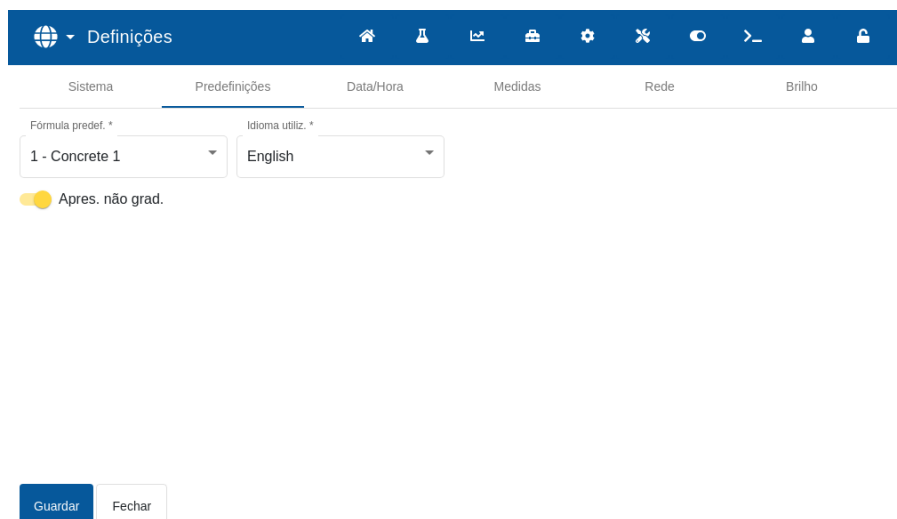 Definições
Sistema Predefinições Data/Hora Medidas Rede Brilho
Fórmula predef. * Idioma utiliz. *
1 - Concrete 1 English
Apres. não grad.
Guardar Fechar